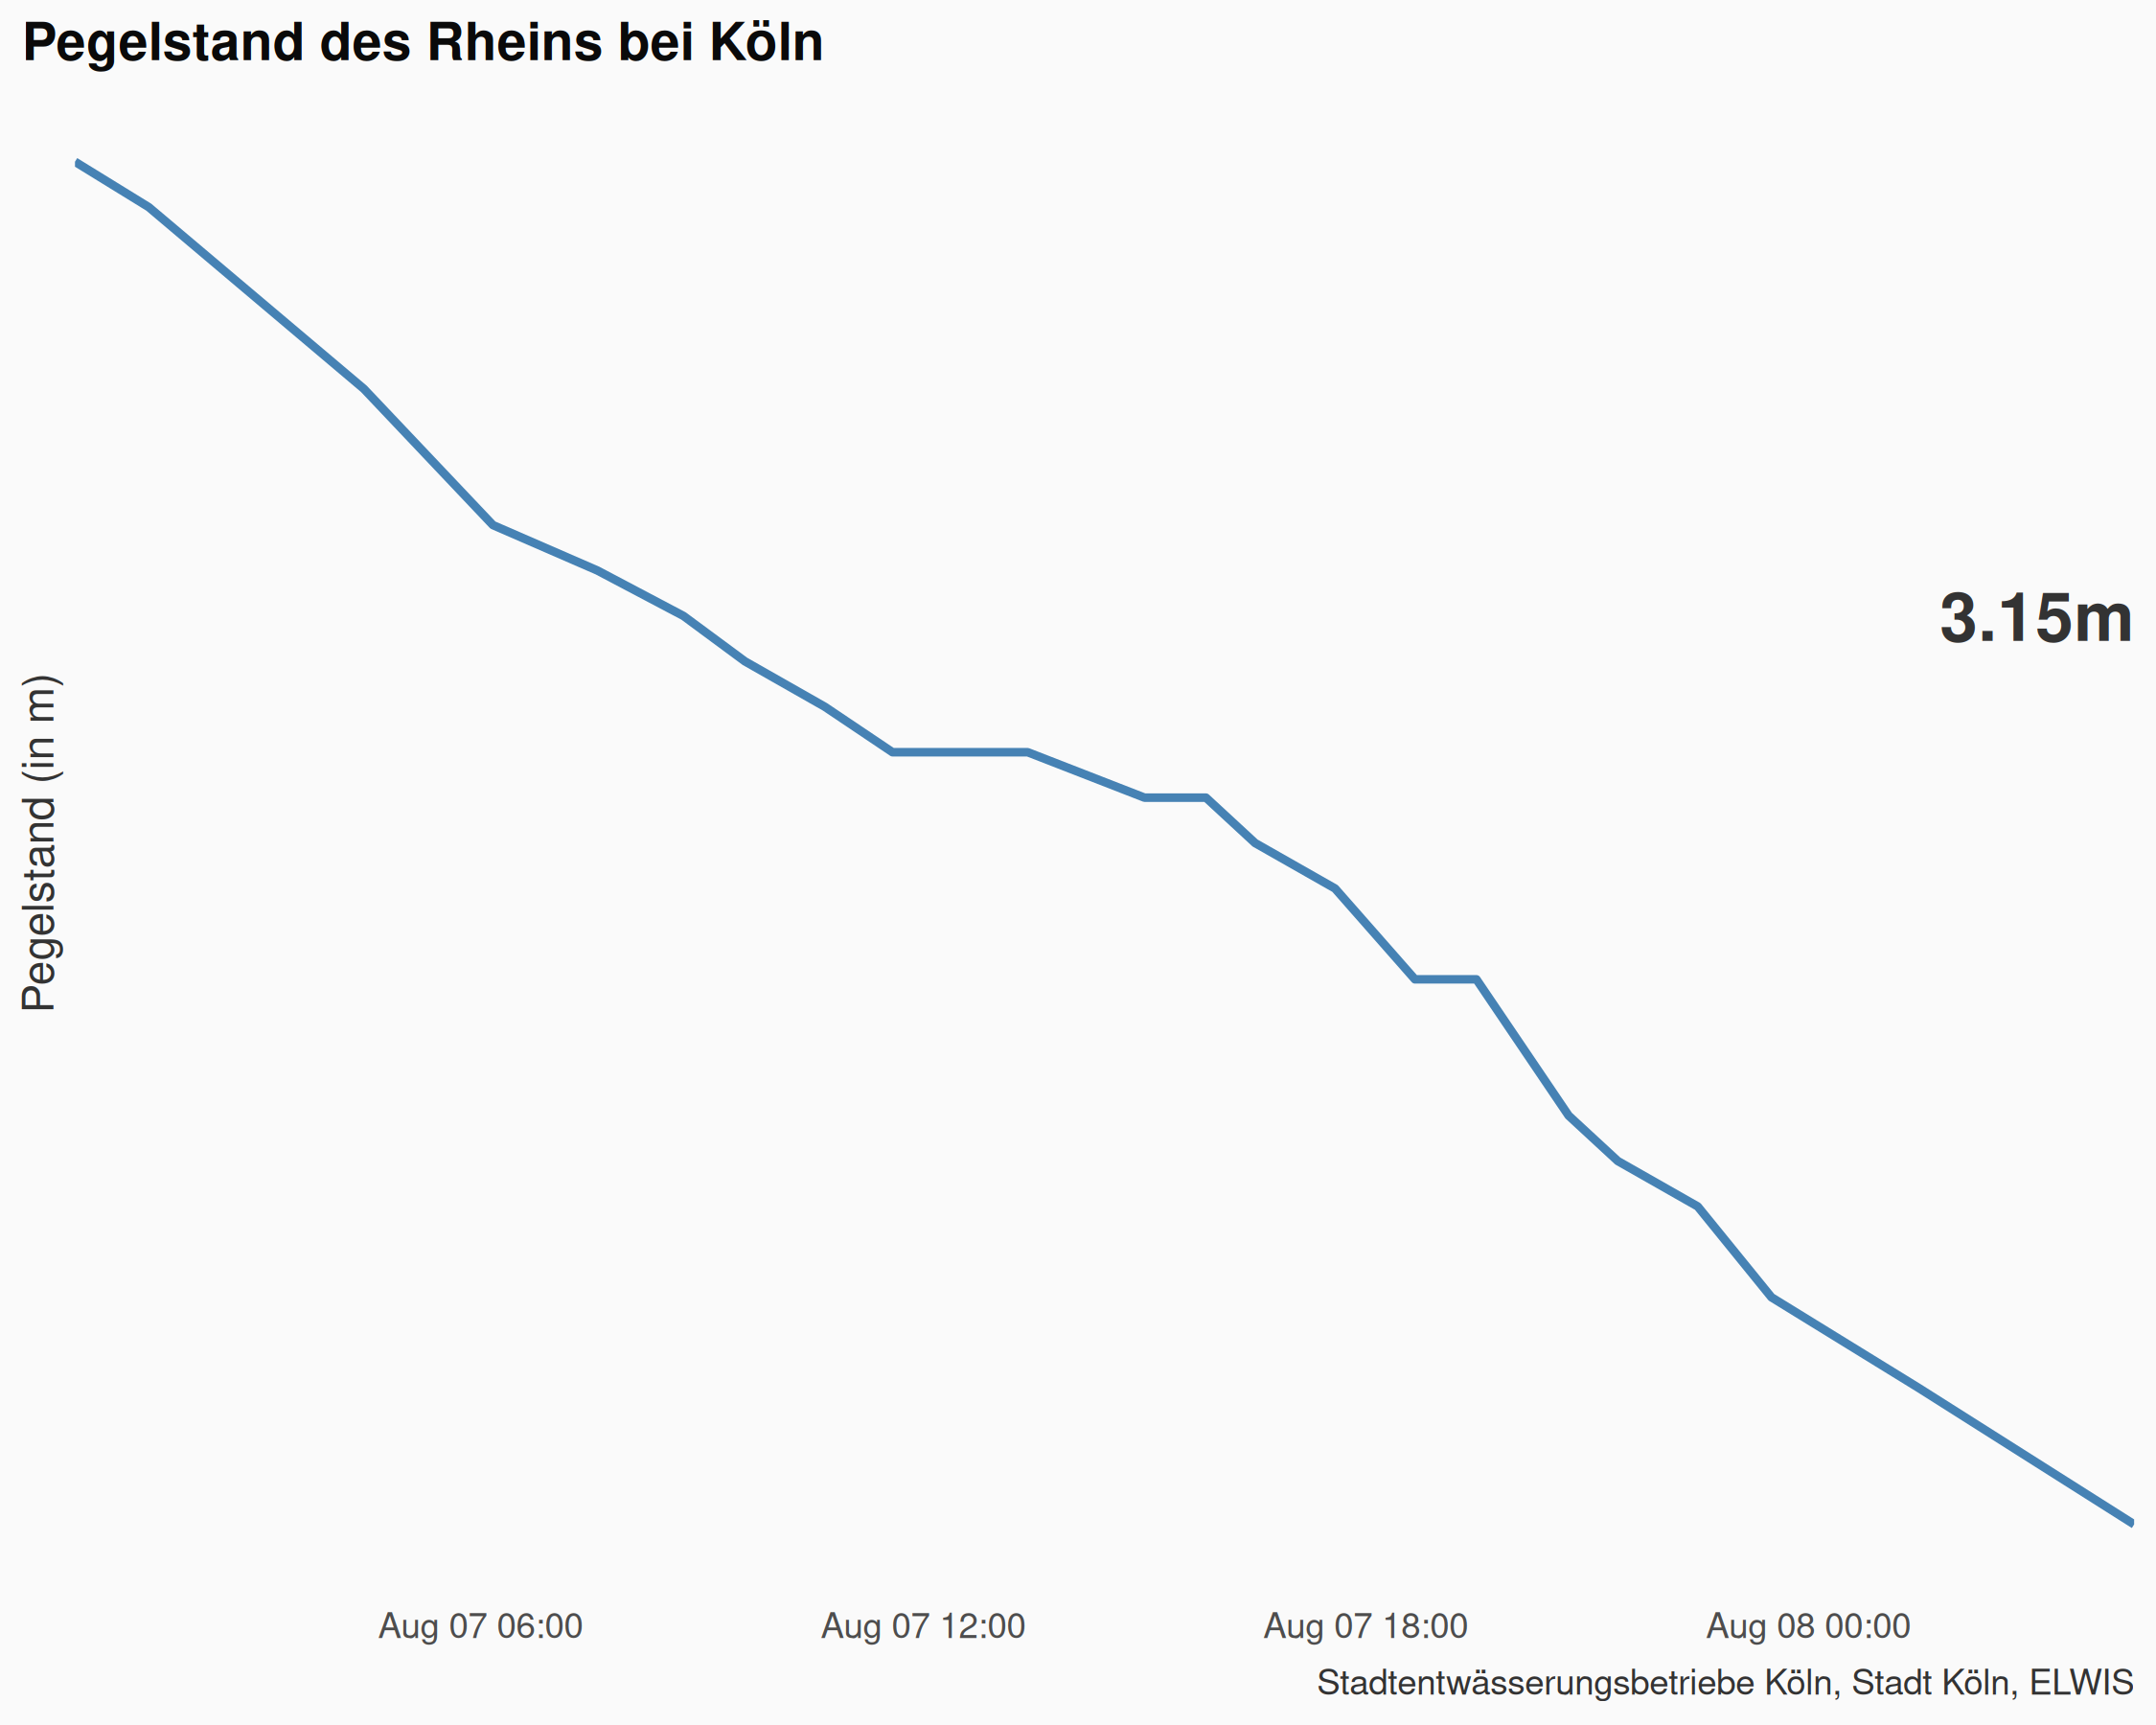 Pegelstand des Rheins bei Köln
3.15m
Pegelstand (in m)
Aug 07 06:00
Aug 07 12:00
Aug 07 18:00
Aug 08 00:00
Stadtentwässerungsbetriebe Köln, Stadt Köln, ELWIS